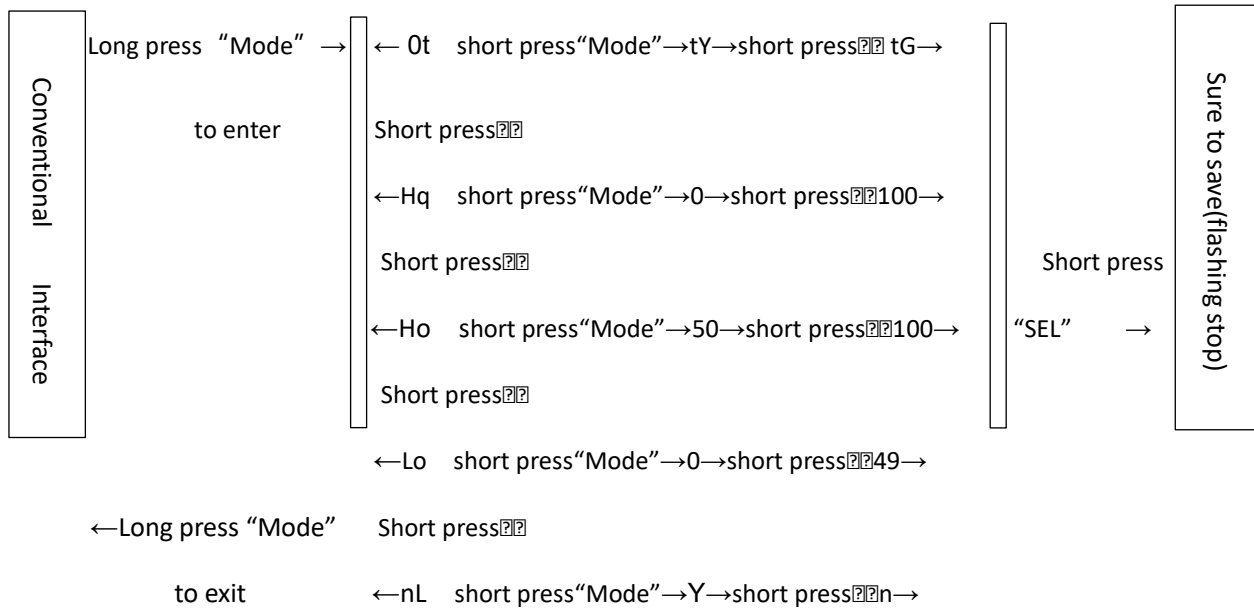 Conventional Interface
Long press “Mode” → ← 0t short press“Mode”→tY→short press⍰⍰ tG→
to enter Short press⍰⍰
←Hq short press“Mode”→0→short press⍰⍰100→
Short press⍰⍰ Short press
←Ho short press“Mode”→50→short press⍰⍰100→ “SEL” →
Short press⍰⍰
←Lo short press“Mode”→0→short press⍰⍰49→
←Long press “Mode” Short press⍰⍰
to exit ←nL short press“Mode”→Y→short press⍰⍰n→
Sure to save(flashing stop)